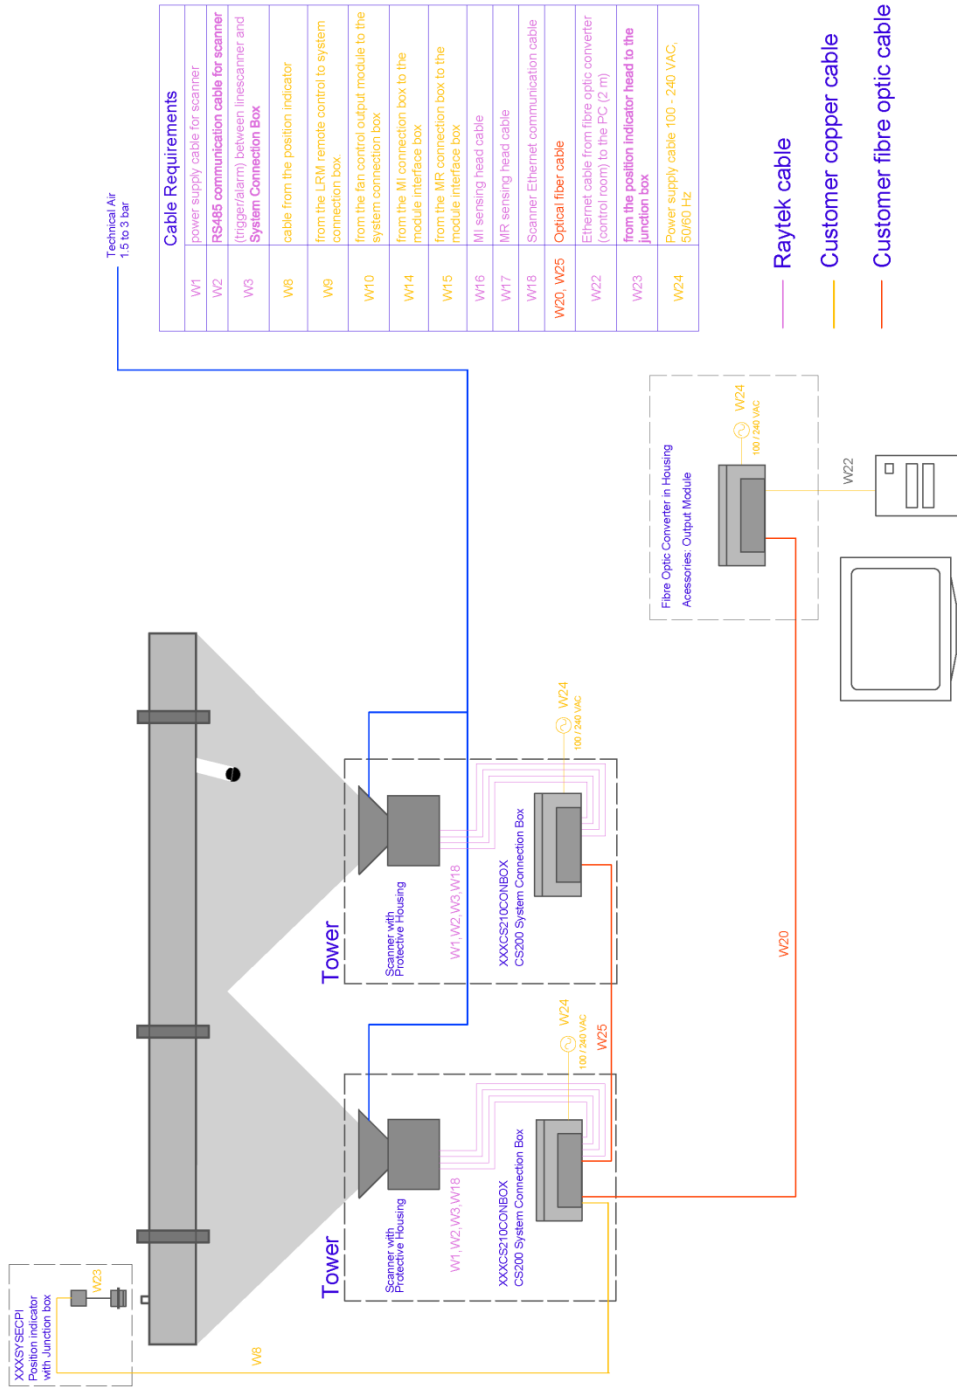 XXXSYSECPI
Position indicator
with Junction box
W23
W8
Tower
Scanner with
Protective Housing
W1,W2,W3,W18
XXXCS210CONBOX
CS200 System Connection Box
W24
100 / 240 VAC
W25
Tower
Scanner with
Protective Housing
W1,W2,W3,W18
XXXCS210CONBOX
CS200 System Connection Box
W24
100 / 240 VAC
W20
Fibre Optic Converter in Housing
Acessories: Output Module
W24
100 / 240 VAC
W22
Technical Air
1.5 to 3 bar
Cable Requirements
W1 power supply cable for scanner
W2 RS485 communication cable for scanner
W3 (trigger/alarm) between linescanner and
System Connection Box
W8 cable from the position indicator
W9 from the LRM remote control to system
connection box.
W10 from the fan control output module to the
system connection box
W14 from the MI connection box to the
module interface box
W15 from the MR connection box to the
module interface box
W16 MI sensing head cable
W17 MR sensing head cable
W18 Scanner Ethernet communication cable
W20, W25 Optical fiber cable
W22 Ethernet cable from fibre optic converter
(control room) to the PC (2 m)
W23 from the position indicator head to the
junction box
W24 Power supply cable 100 - 240 VAC,
50/60 Hz
Raytek cable
Customer copper cable
Customer fibre optic cable